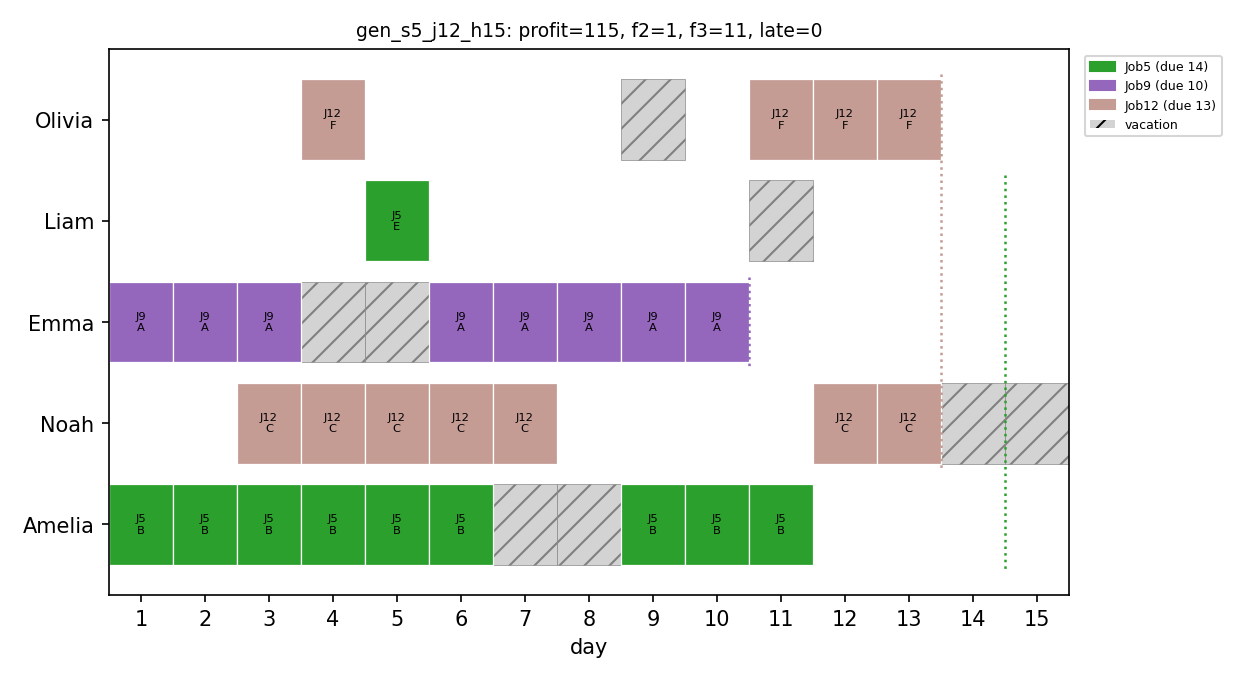 gen_s5_j12_h15: profit=115, f2=1, f3=11, late=0
Job5 (due 14)
Job9 (due 10)
Job12 (due 13)
vacation
Olivia
J12
F
J12
F
J12
F
J12
F
Liam
J5
E
Emma
J9
A
J9
A
J9
A
J9
A
J9
A
J9
A
J9
A
J9
A
Noah
J12
C
J12
C
J12
C
J12
C
J12
C
J12
C
J12
C
Amelia
J5
B
J5
B
J5
B
J5
B
J5
B
J5
B
J5
B
J5
B
J5
B
1 2 3 4 5 6 7 8 9 10 11 12 13 14 15
day